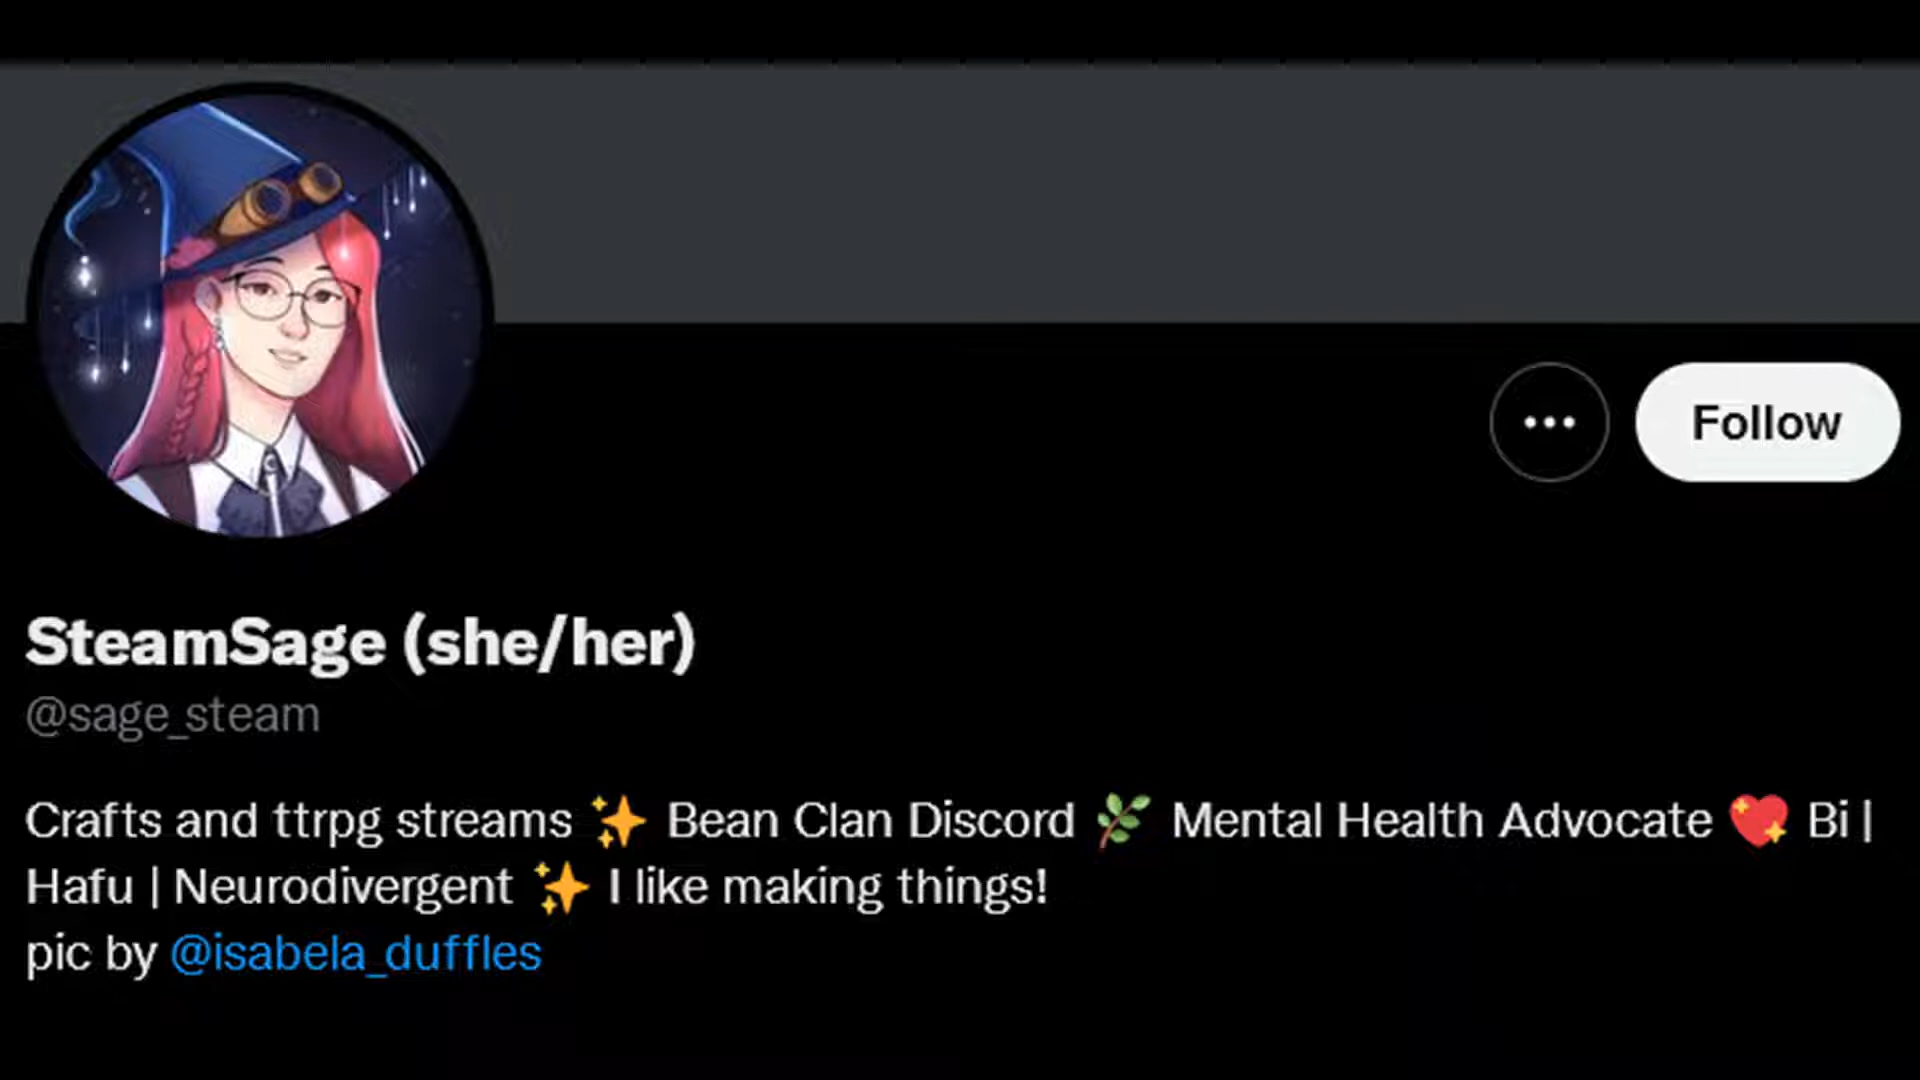 Follow
SteamSage (she/her)
@sage_steam
Crafts and ttrpg streams ✨ Bean Clan Discord 🌿 Mental Health Advocate 💖 Bi |
Hafu | Neurodivergent ✨ I like making things!
pic by @isabela_duffles